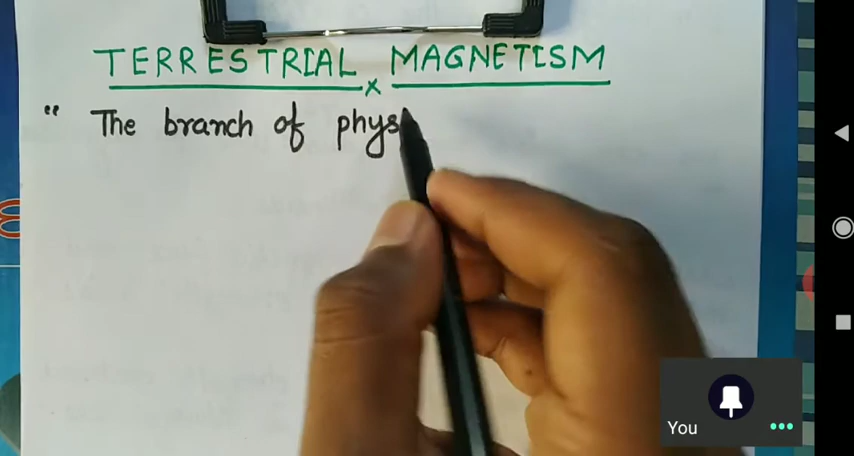 TERRESTRIAL MAGNETISM
" The branch of phys
You